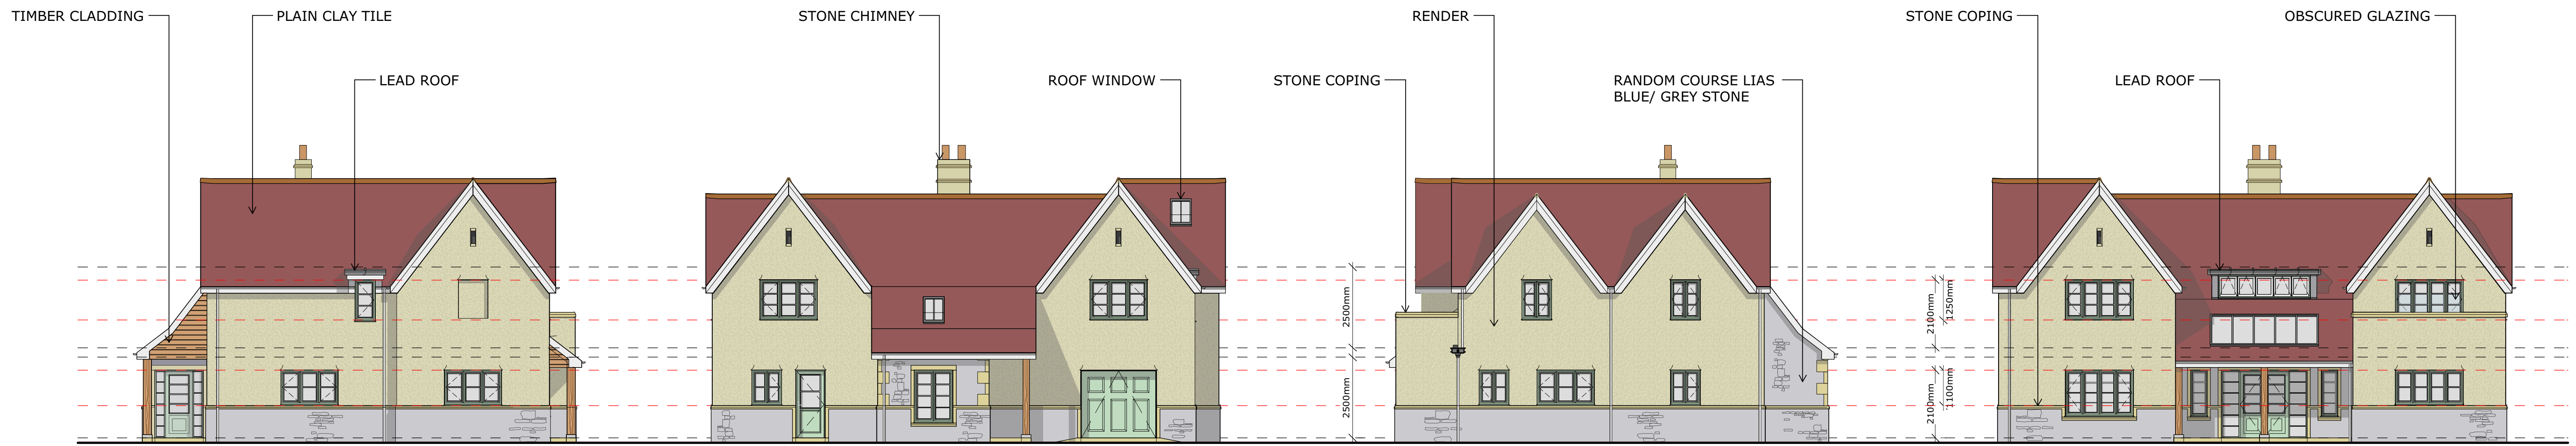 TIMBER CLADDING
PLAIN CLAY TILE
STONE CHIMNEY
RENDER
STONE COPING
OBSCURED GLAZING
LEAD ROOF
ROOF WINDOW
STONE COPING
RANDOM COURSE LIAS
BLUE/ GREY STONE
LEAD ROOF
2500mm
2500mm
2100mm
1250mm
2100mm
1100mm